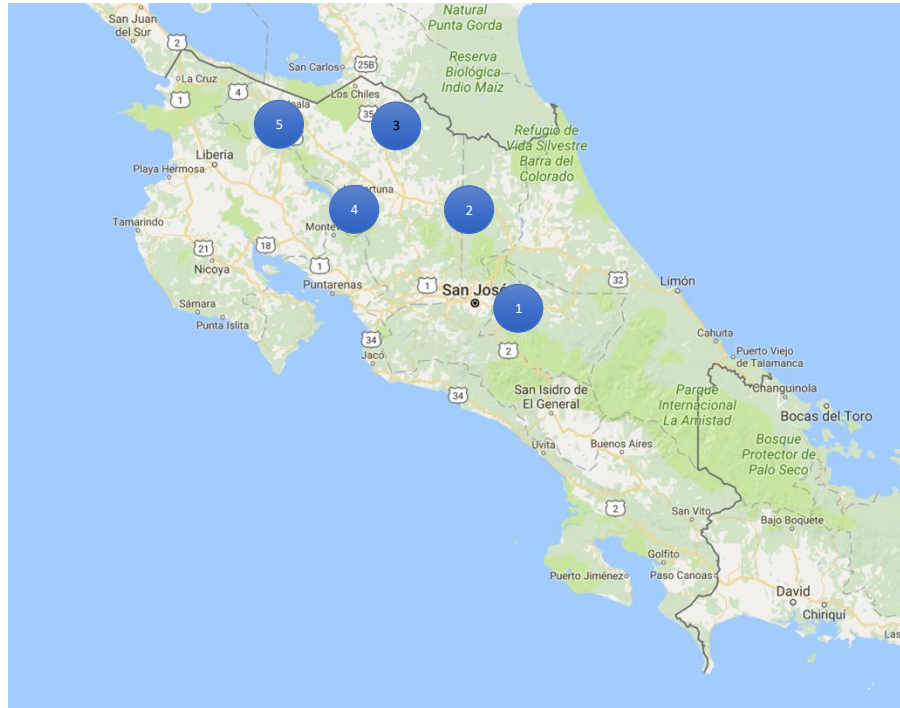 Natural
Punta Gorda
San Juan
del Sur
2
Reserva
Biológica
Indio Maíz
San Carlos
25B
La Cruz
4
Los Chiles
1
35
5
3
Refugio de
Vida Silvestre
Barra del
Colorado
Liberia
Playa Hermosa
4
2
Tamarindo
21
18
Nicoya
1
Puntarenas
1
San José
32
Limón
1
Sámara
Punta Islita
34
Jacó
2
Cahuita
Puerto Viejo
de Talamanca
34
San Isidro de
El General
Parque
Internacional
La Amistad
Changuinola
Bocas del Toro
Uvita
Buenos Aires
Bosque
Protector de
Palo Seco
2
San Vito
Bajo Boquete
Golfito
Puerto Jiménez
Paso Canoas
David
Chiriquí
Las